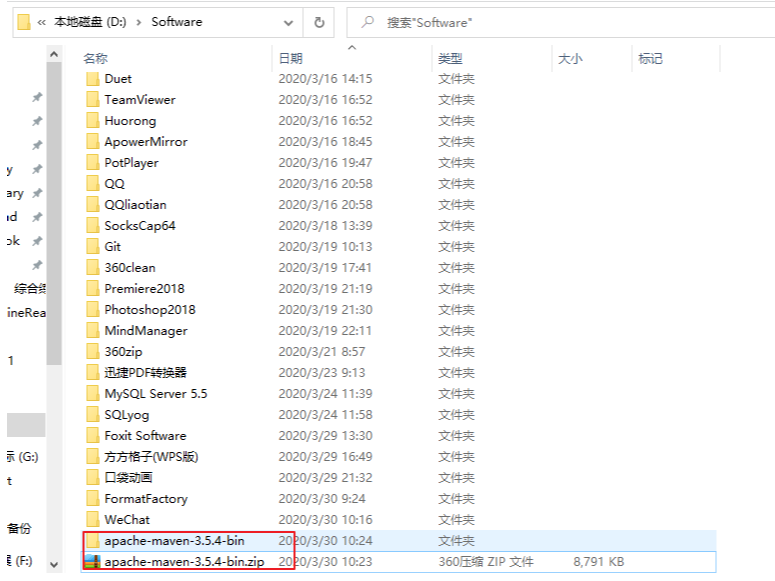 « 本地磁盘 (D:) › Software
搜索"Software"
名称 日期 类型 大小 标记
Duet 2020/3/16 14:15 文件夹
TeamViewer 2020/3/16 16:52 文件夹
Huorong 2020/3/16 16:52 文件夹
ApowerMirror 2020/3/16 18:45 文件夹
PotPlayer 2020/3/16 19:47 文件夹
y
QQ 2020/3/16 20:58 文件夹
ary
QQliaotian 2020/3/16 20:58 文件夹
ad
SocksCap64 2020/3/18 13:39 文件夹
ok
Git 2020/3/19 10:13 文件夹
360clean 2020/3/19 17:41 文件夹
Premiere2018 2020/3/19 21:19 文件夹
ineRea
Photoshop2018 2020/3/19 21:30 文件夹
MindManager 2020/3/19 22:11 文件夹
1
360zip 2020/3/21 8:57 文件夹
迅捷PDF转换器 2020/3/23 9:13 文件夹
MySQL Server 5.5 2020/3/24 11:39 文件夹
SQLyog 2020/3/24 11:58 文件夹
Foxit Software 2020/3/29 13:30 文件夹
(G:)
方方格子(WPS版) 2020/3/29 16:49 文件夹
t
口袋动画 2020/3/29 21:32 文件夹
FormatFactory 2020/3/30 9:24 文件夹
备份
WeChat 2020/3/30 10:16 文件夹
apache-maven-3.5.4-bin 2020/3/30 10:24 文件夹
(F:)
apache-maven-3.5.4-bin.zip 2020/3/30 10:23 360压缩 ZIP 文件 8,791 KB